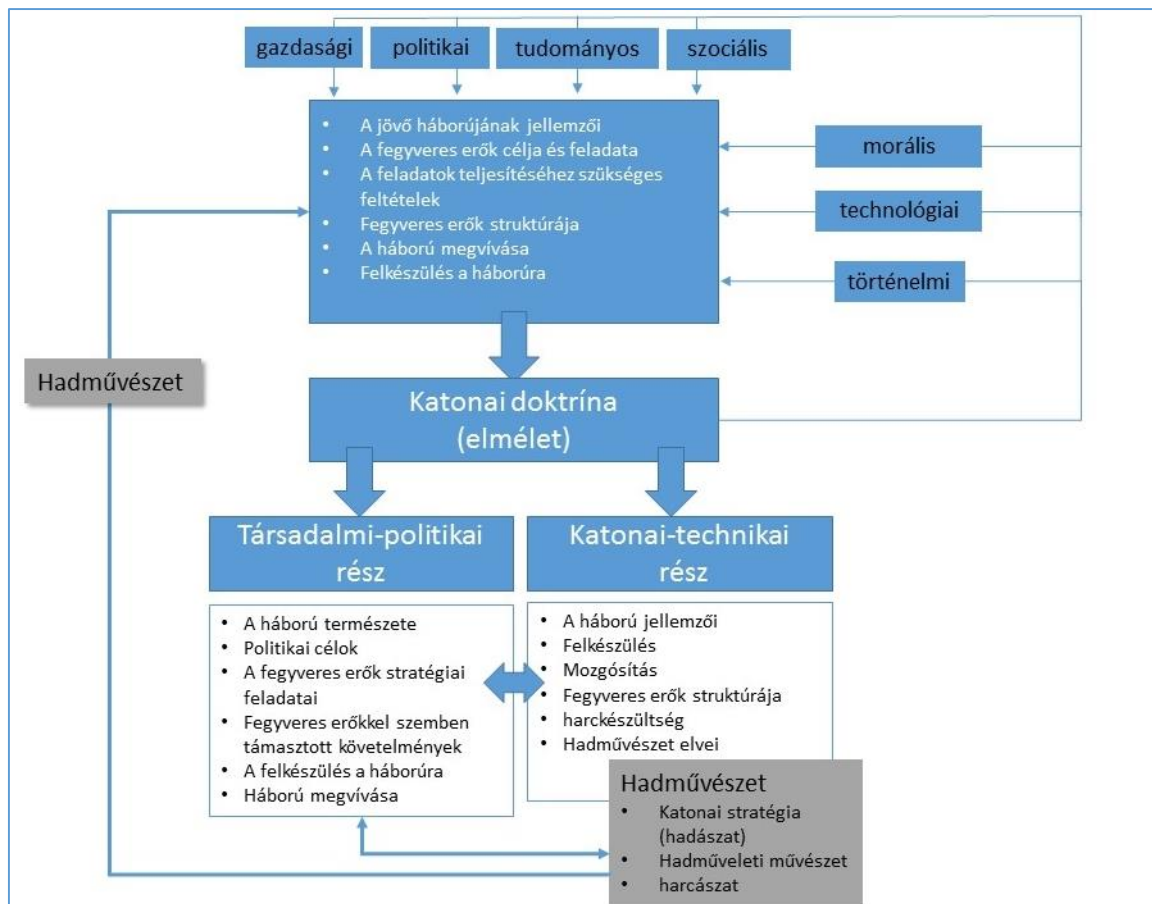 gazdasági
politikai
tudományos
szociális
• A jövő háborújának jellemzői
• A fegyveres erők célja és feladata
• A feladatok teljesítéséhez szükséges
feltételek
• Fegyveres erők struktúrája
• A háború megvívása
• Felkészülés a háborúra
morális
technológiai
történelmi
Hadművészet
Katonai doktrína
(elmélet)
Társadalmi-politikai
rész
• A háború természete
• Politikai célok
• A fegyveres erők stratégiai
feladatai
• Fegyveres erőkkel szemben
támasztott követelmények
• A felkészülés a háborúra
• Háború megvívása
Katonai-technikai
rész
• A háború jellemzői
• Felkészülés
• Mozgósítás
• Fegyveres erők struktúrája
• harckészültség
• Hadművészet elvei
Hadművészet
• Katonai stratégia
(hadászat)
• Hadműveleti művészet
• harcászat